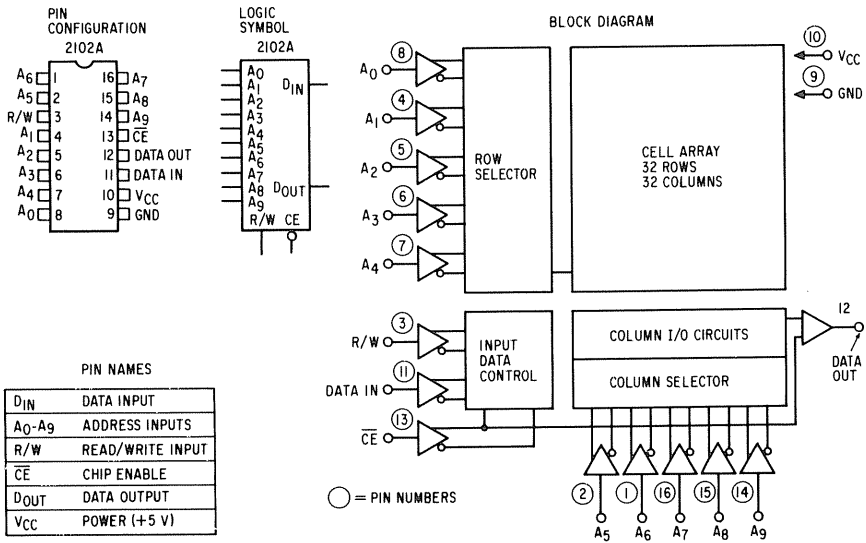 PIN
CONFIGURATION
2102A
A6 1 16 A7
A5 2 15 A8
R/W 3 14 A9
A1 4 13 C̅E̅
A2 5 12 DATA OUT
A3 6 11 DATA IN
A4 7 10 VCC
A0 8 9 GND
LOGIC
SYMBOL
2102A
A0
A1
A2
A3
A4
A5
A6
A7
A8
A9
DIN
DOUT
R/W CE
BLOCK DIAGRAM
A0 8
A1 4
A2 5
A3 6
A4 7
ROW
SELECTOR
CELL ARRAY
32 ROWS
32 COLUMNS
10 VCC
9 GND
R/W 3
DATA IN 11
C̅E̅ 13
INPUT
DATA
CONTROL
COLUMN I/O CIRCUITS
COLUMN SELECTOR
12
DATA
OUT
2 1 16 15 14
A5 A6 A7 A8 A9
= PIN NUMBERS
PIN NAMES
DIN DATA INPUT
A0-A9 ADDRESS INPUTS
R/W READ/WRITE INPUT
C̅E̅ CHIP ENABLE
DOUT DATA OUTPUT
VCC POWER (+5 V)